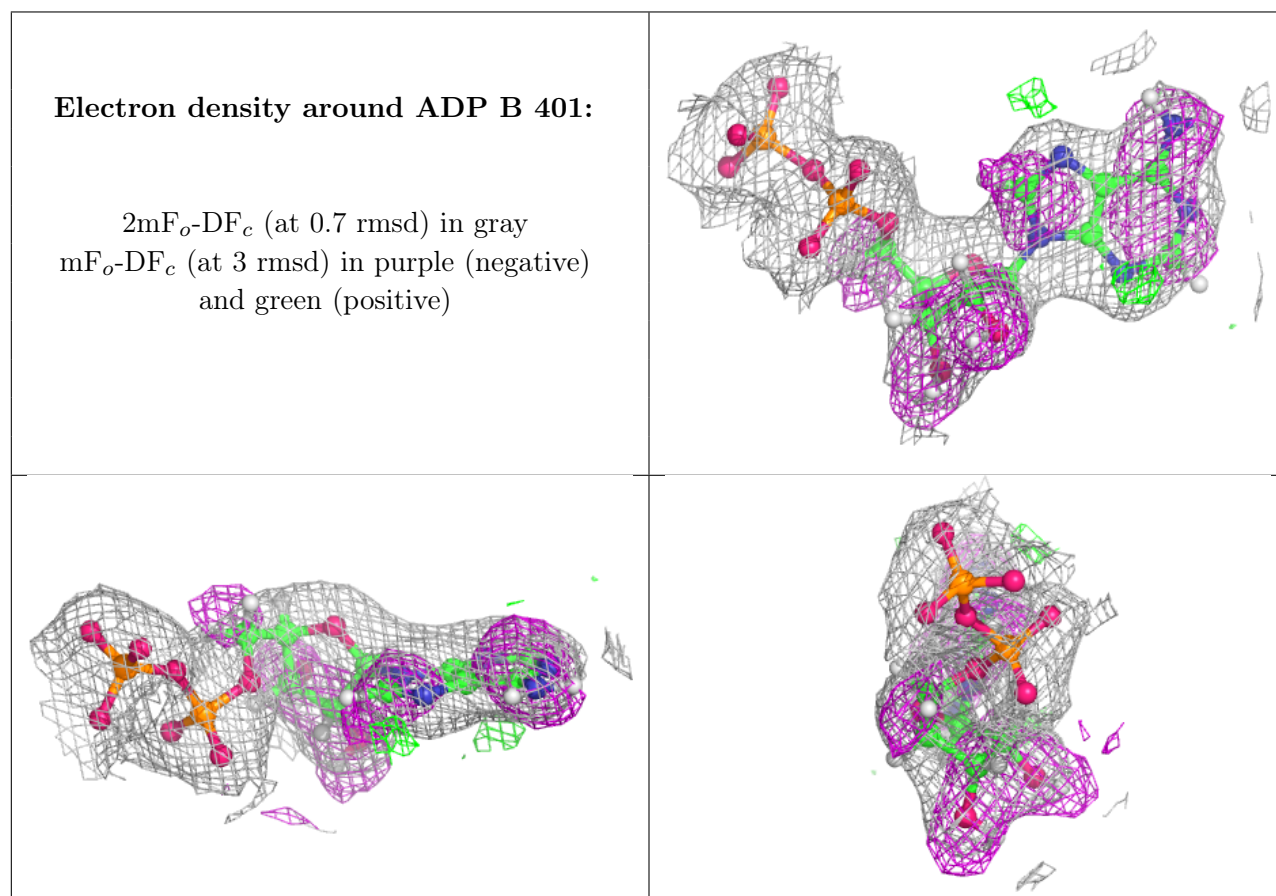 Electron density around ADP B 401:
2mFₒ-DF𝒸 (at 0.7 rmsd) in gray
mFₒ-DF𝒸 (at 3 rmsd) in purple (negative)
and green (positive)